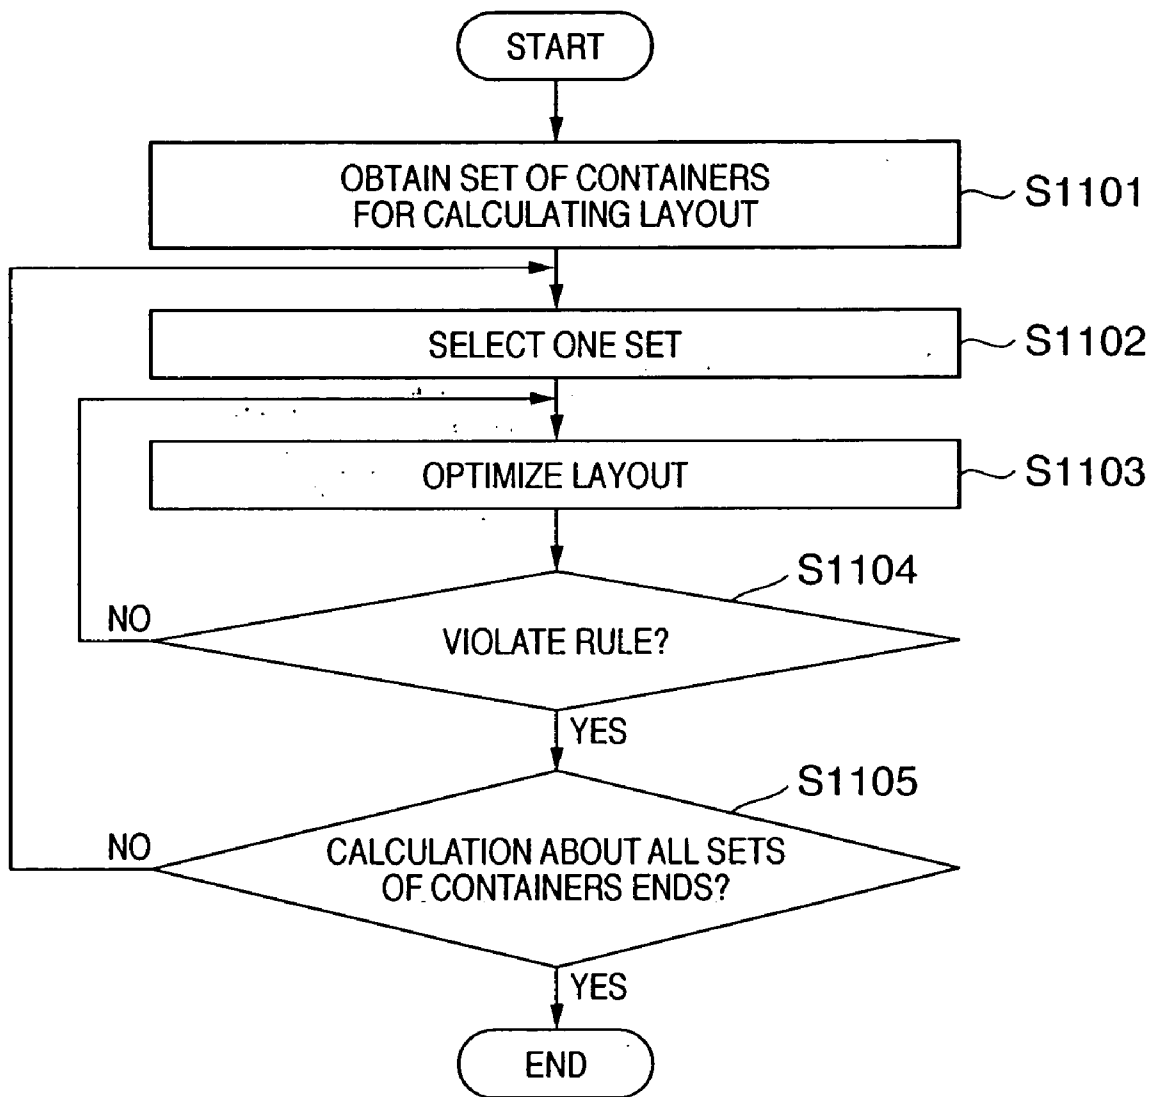 START
OBTAIN SET OF CONTAINERS
FOR CALCULATING LAYOUT
S1101
SELECT ONE SET
S1102
OPTIMIZE LAYOUT
S1103
S1104
NO
VIOLATE RULE?
YES
S1105
NO
CALCULATION ABOUT ALL SETS
OF CONTAINERS ENDS?
YES
END